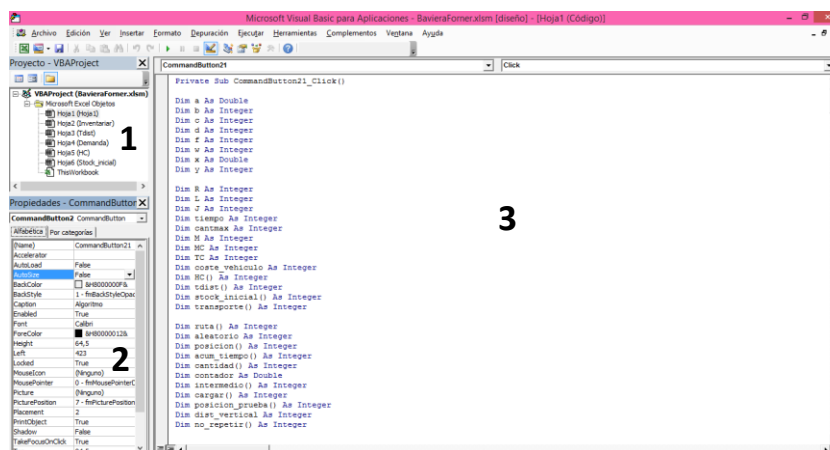 Microsoft Visual Basic para Aplicaciones - BavieraForner.xlsm [diseño] - [Hoja1 (Código)]
Archivo Edición Ver Insertar Formato Depuración Ejecutar Herramientas Complementos Ventana Ayuda
Proyecto - VBAProject
VBAProject (BavieraForner.xlsm)
Microsoft Excel Objetos
Hoja1 (Hoja1)
Hoja2 (Inventariar)
Hoja3 (Tdist)
Hoja4 (Demanda)
Hoja5 (HC)
Hoja6 (Stock_inicial)
ThisWorkbook
1
Propiedades - CommandButton
CommandButton2 CommandButton
Alfabética Por categorías
(Name) CommandButton21
Accelerator
AutoLoad False
AutoSize False
BackColor &H8000000F&
BackStyle 1 - fmBackStyleOpac
Caption Algoritmo
Enabled True
Font Calibri
ForeColor &H80000012&
Height 64,5
Left 423
Locked True
MouseIcon (Ninguno)
MousePointer 0 - fmMousePointerD
Picture (Ninguno)
PicturePosition 7 - fmPicturePosition
Placement 2
PrintObject True
Shadow False
TakeFocusOnClick True
2
CommandButton21 Click
Private Sub CommandButton21_Click()
Dim a As Double
Dim b As Integer
Dim c As Integer
Dim d As Integer
Dim f As Integer
Dim w As Integer
Dim x As Double
Dim y As Integer
Dim R As Integer
Dim L As Integer
Dim J As Integer
Dim tiempo As Integer
Dim cantmax As Integer
Dim M As Integer
Dim MC As Integer
Dim TC As Integer
Dim coste_vehiculo As Integer
Dim HC() As Integer
Dim tdist() As Integer
Dim stock_inicial() As Integer
Dim transporte() As Integer
Dim ruta() As Integer
Dim aleatorio As Integer
Dim posicion() As Integer
Dim acum_tiempo() As Integer
Dim cantidad() As Integer
Dim contador As Double
Dim intermedio() As Integer
Dim cargar() As Integer
Dim posicion_prueba() As Integer
Dim dist_vertical As Integer
Dim no_repetir() As Integer
3